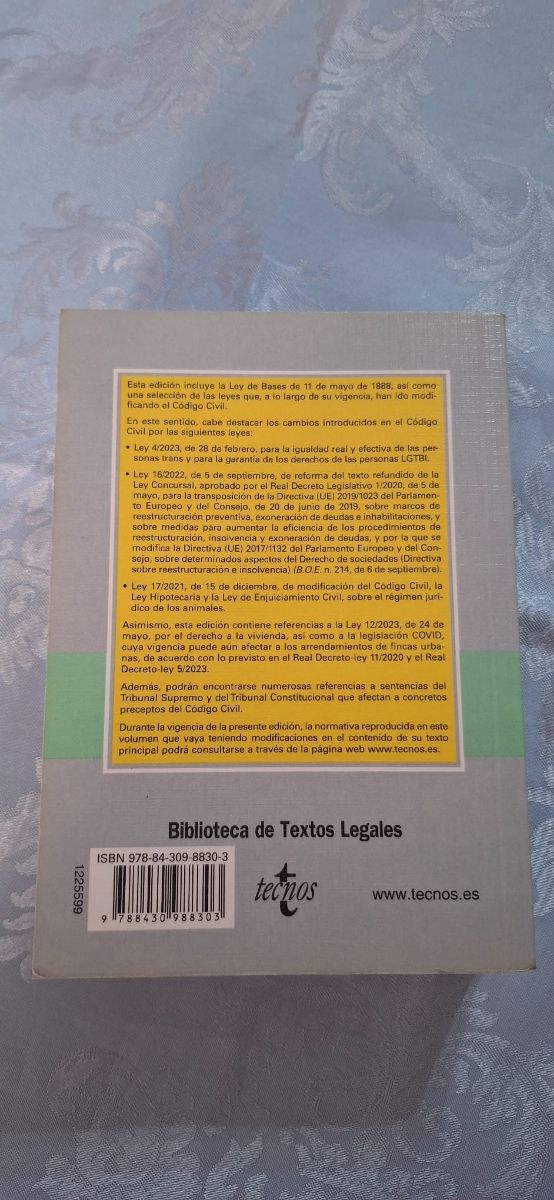 Esta edición incluye la Ley de Bases de 11 de mayo de 1888, así como
una selección de las leyes que, a lo largo de su vigencia, han ido modi-
ficando el Código Civil.
En este sentido, cabe destacar los cambios introducidos en el Código
Civil por las siguientes leyes:
• Ley 4/2023, de 28 de febrero, para la igualdad real y efectiva de las per-
sonas trans y para la garantía de los derechos de las personas LGTBI.
• Ley 16/2022, de 5 de septiembre, de reforma del texto refundido de la
Ley Concursal, aprobado por el Real Decreto Legislativo 1/2020, de 5 de
mayo, para la transposición de la Directiva (UE) 2019/1023 del Parlamen-
to Europeo y del Consejo, de 20 de junio de 2019, sobre marcos de
reestructuración preventiva, exoneración de deudas e inhabilitaciones, y
sobre medidas para aumentar la eficiencia de los procedimientos de
reestructuración, insolvencia y exoneración de deudas, y por la que se
modifica la Directiva (UE) 2017/1132 del Parlamento Europeo y del Con-
sejo, sobre determinados aspectos del Derecho de sociedades (Directiva
sobre reestructuración e insolvencia) (B.O.E. n. 214, de 6 de septiembre).
• Ley 17/2021, de 15 de diciembre, de modificación del Código Civil, la
Ley Hipotecaria y la Ley de Enjuiciamiento Civil, sobre el régimen jurí-
dico de los animales.
Asimismo, esta edición contiene referencias a la Ley 12/2023, de 24 de
mayo, por el derecho a la vivienda, así como a la legislación COVID,
cuya vigencia puede aún afectar a los arrendamientos de fincas urba-
nas, de acuerdo con lo previsto en el Real Decreto-ley 11/2020 y el Real
Decreto-ley 5/2023.
Además, podrán encontrarse numerosas referencias a sentencias del
Tribunal Supremo y del Tribunal Constitucional que afectan a concretos
preceptos del Código Civil.
Durante la vigencia de la presente edición, la normativa reproducida en este
volumen que vaya teniendo modificaciones en el contenido de su texto
principal podrá consultarse a través de la página web www.tecnos.es.
Biblioteca de Textos Legales
1225599
ISBN 978-84-309-8830-3
9 788430 988303
tecnos
www.tecnos.es